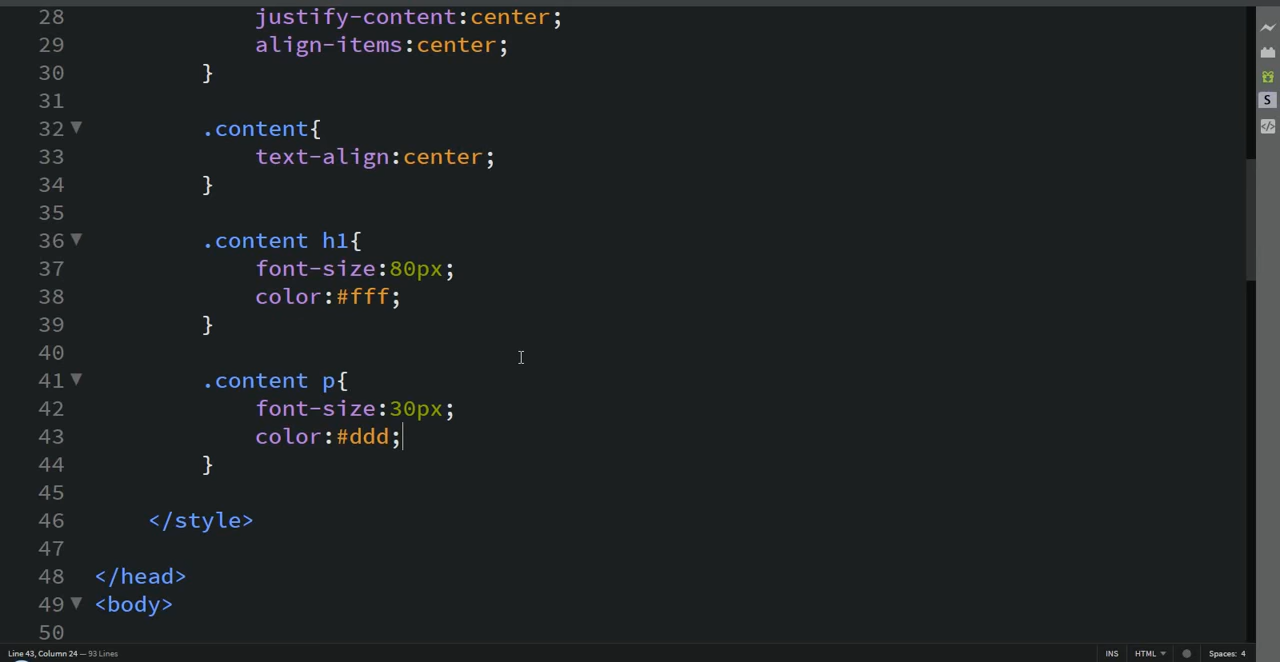 28 justify-content:center;
29 align-items:center;
30 }
31
32 .content{
33 text-align:center;
34 }
35
36 .content h1{
37 font-size:80px;
38 color:#fff;
39 }
40
41 .content p{
42 font-size:30px;
43 color:#ddd;
44 }
45
46 </style>
47
48 </head>
49 <body>
50
S
</>
Line 43, Column 24 — 93 Lines
INS HTML Spaces: 4